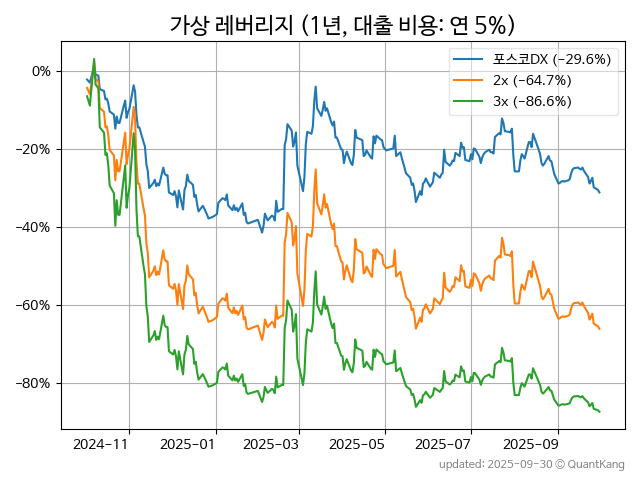 가상 레버리지 (1년, 대출 비용: 연 5%)
포스코DX (−29.6%)
2x (−64.7%)
3x (−86.6%)
0%
−20%
−40%
−60%
−80%
2024-11 2025-01 2025-03 2025-05 2025-07 2025-09
updated: 2025-09-30 © QuantKang